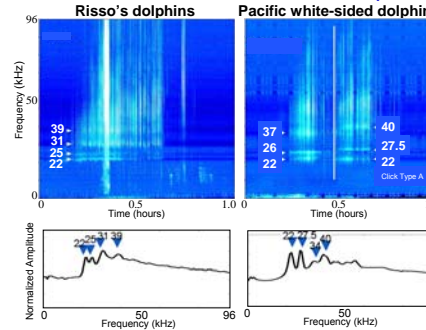 Risso's dolphins
Pacific white-sided dolphin
Frequency (kHz)
96
50
0
39
31
25
22
0
0.5
1.0
Time (hours)
37
26
22
40
27.5
22
Click Type A
0
0.5
Time (hours)
Normalized Amplitude
22 25 31 39
0
50
96
Frequency (kHz)
22 27.5 34 40
0
50
Frequency (kHz)